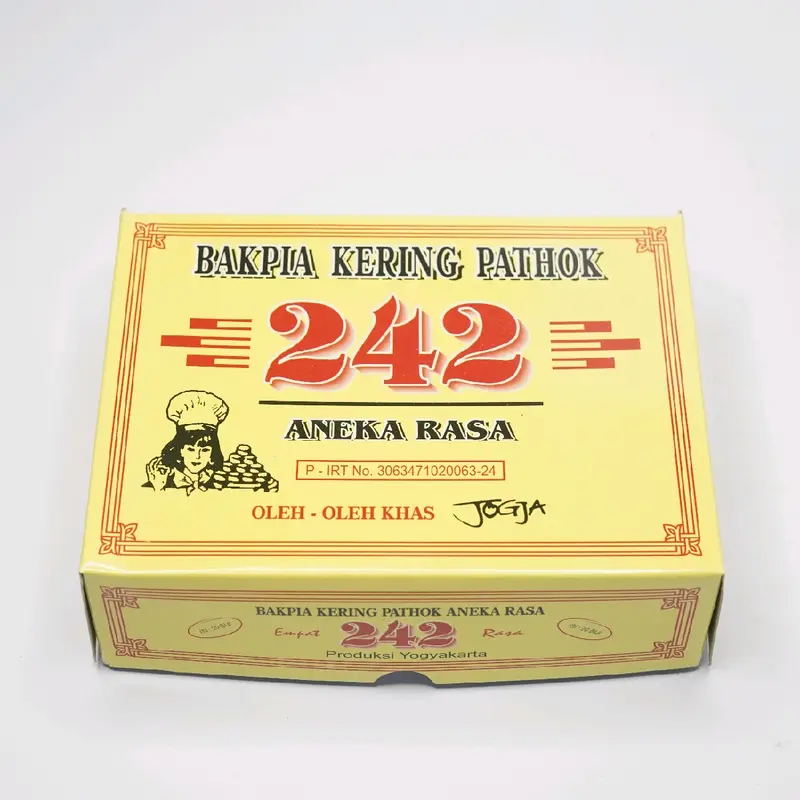 BAKPIA KERING PATHOK
242
ANEKA RASA
P - IRT No. 3063471020063-24
OLEH - OLEH KHAS JOGJA
BAKPIA KERING PATHOK ANEKA RASA
Empat 242 Rasa
Produksi Yogyakarta